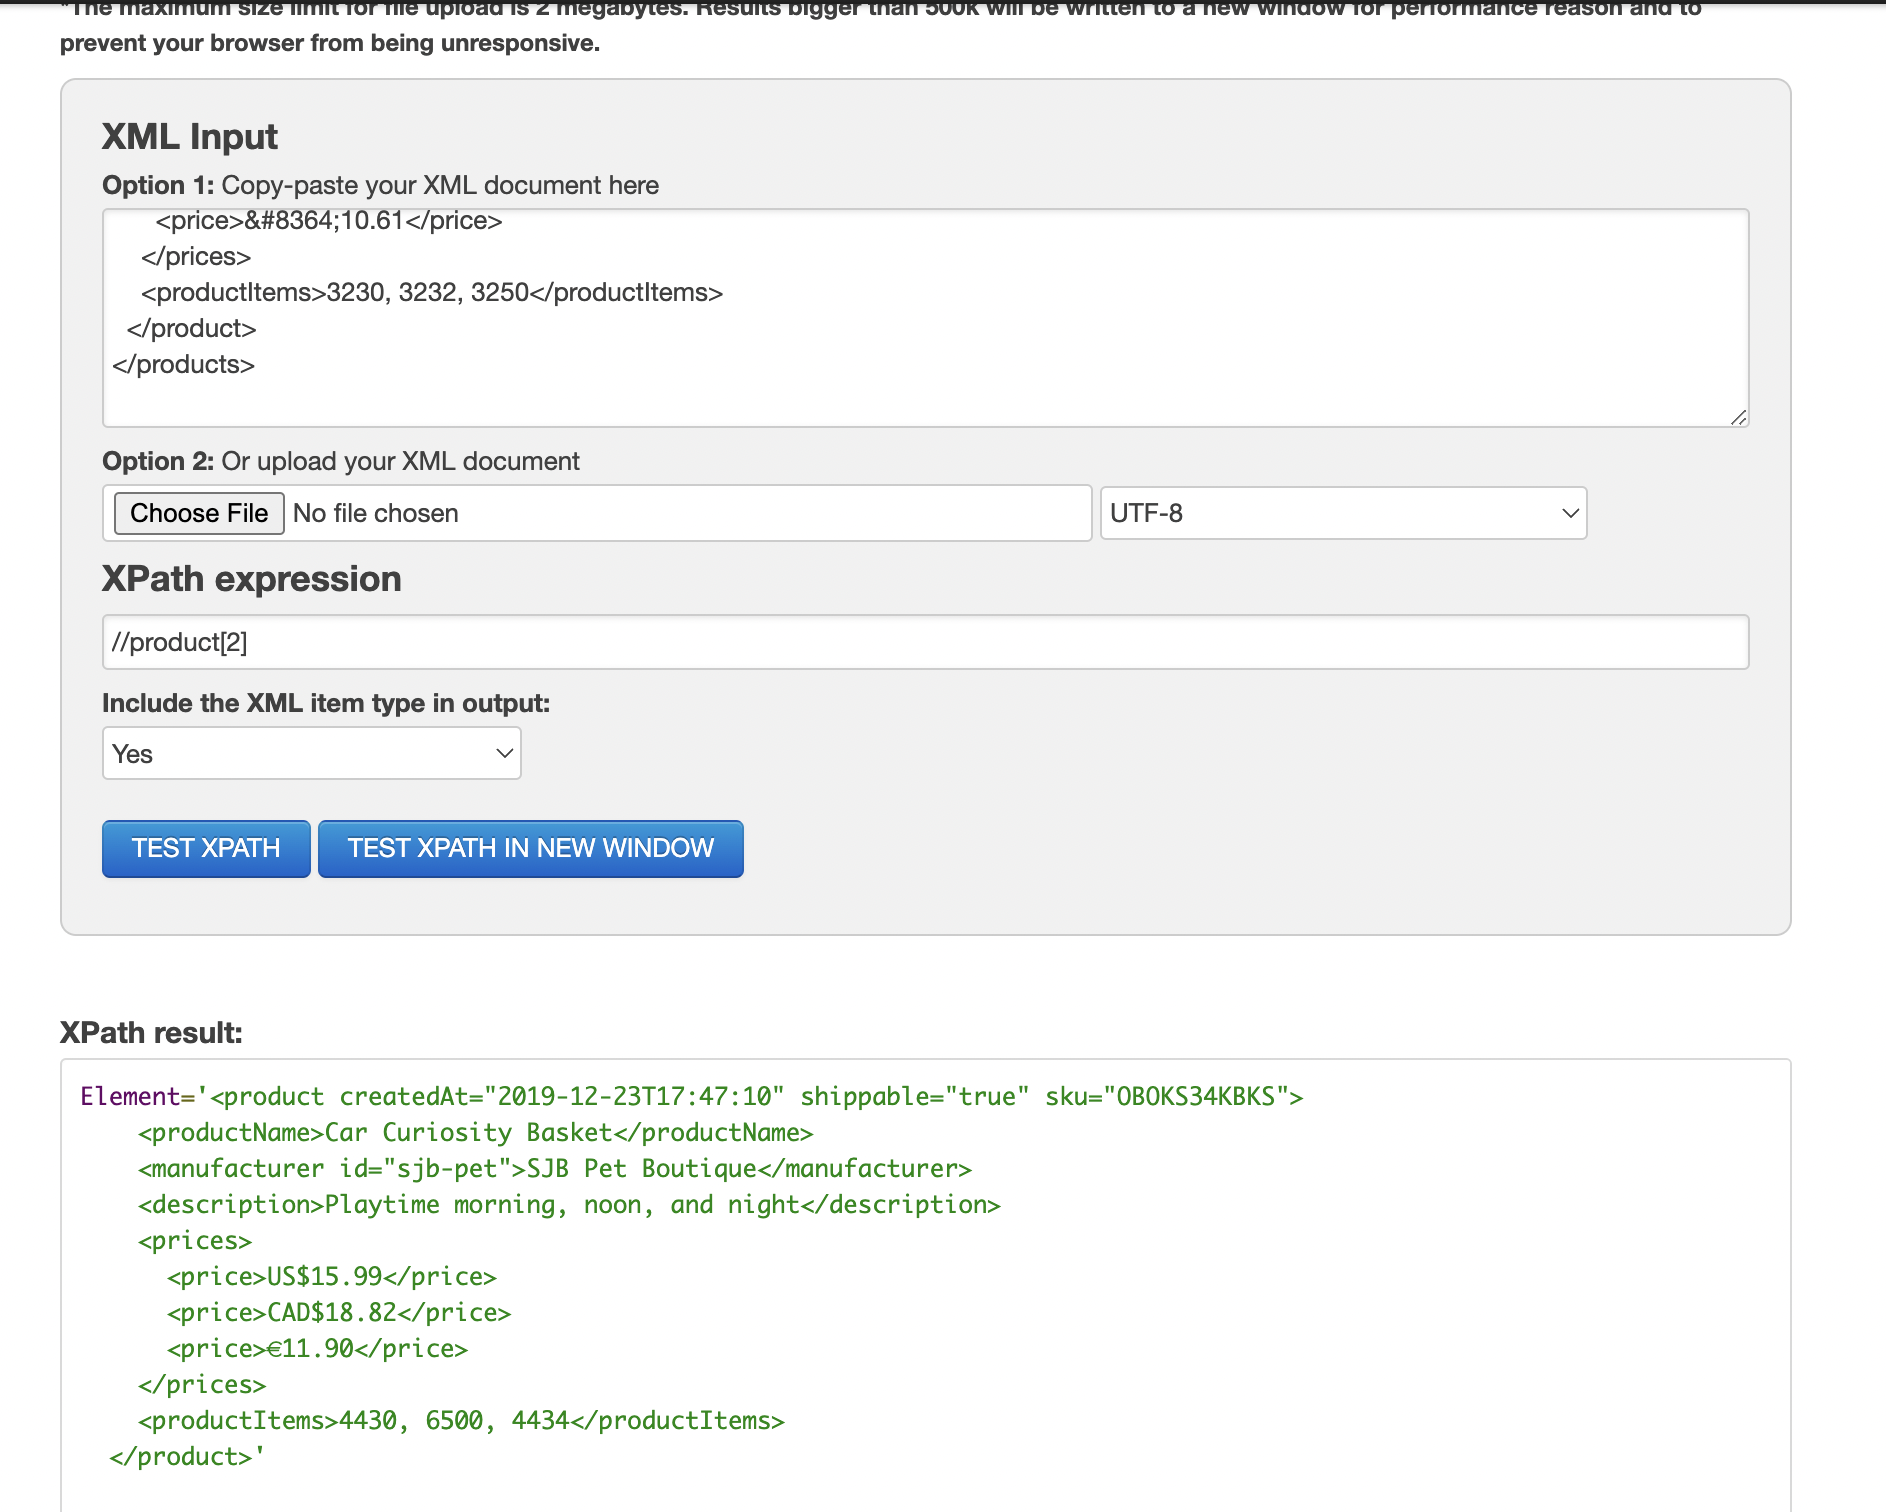 *The maximum size limit for file upload is 2 megabytes. Results bigger than 500k will be written to a new window for performance reason and to
prevent your browser from being unresponsive.
XML Input
Option 1: Copy-paste your XML document here
<price>&#8364;10.61</price>
</prices>
<productItems>3230, 3232, 3250</productItems>
</product>
</products>
Option 2: Or upload your XML document
Choose File No file chosen UTF-8
XPath expression
//product[2]
Include the XML item type in output:
Yes
TEST XPATH TEST XPATH IN NEW WINDOW
XPath result:
Element='<product createdAt="2019-12-23T17:47:10" shippable="true" sku="OBOKS34KBKS">
<productName>Car Curiosity Basket</productName>
<manufacturer id="sjb-pet">SJB Pet Boutique</manufacturer>
<description>Playtime morning, noon, and night</description>
<prices>
<price>US$15.99</price>
<price>CAD$18.82</price>
<price>€11.90</price>
</prices>
<productItems>4430, 6500, 4434</productItems>
</product>'